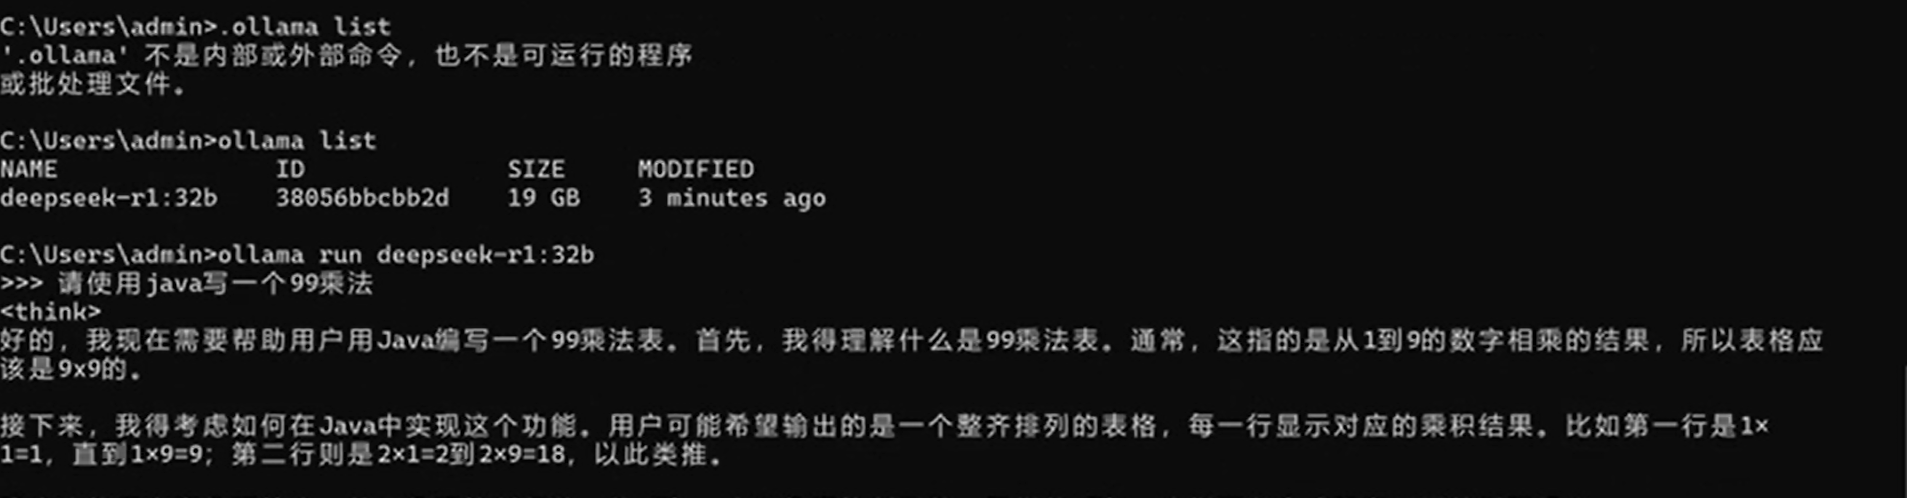 C:\Users\admin>.ollama list
'.ollama' 不是内部或外部命令，也不是可运行的程序
或批处理文件。
C:\Users\admin>ollama list
NAME ID SIZE MODIFIED
deepseek-r1:32b 38056bbcbb2d 19 GB 3 minutes ago
C:\Users\admin>ollama run deepseek-r1:32b
>>> 请使用java写一个99乘法
<think>
好的，我现在需要帮助用户用Java编写一个99乘法表。首先，我得理解什么是99乘法表。通常，这指的是从1到9的数字相乘的结果，所以表格应
该是9x9的。
接下来，我得考虑如何在Java中实现这个功能。用户可能希望输出的是一个整齐排列的表格，每一行显示对应的乘积结果。比如第一行是1×
1=1，直到1×9=9；第二行则是2×1=2到2×9=18，以此类推。